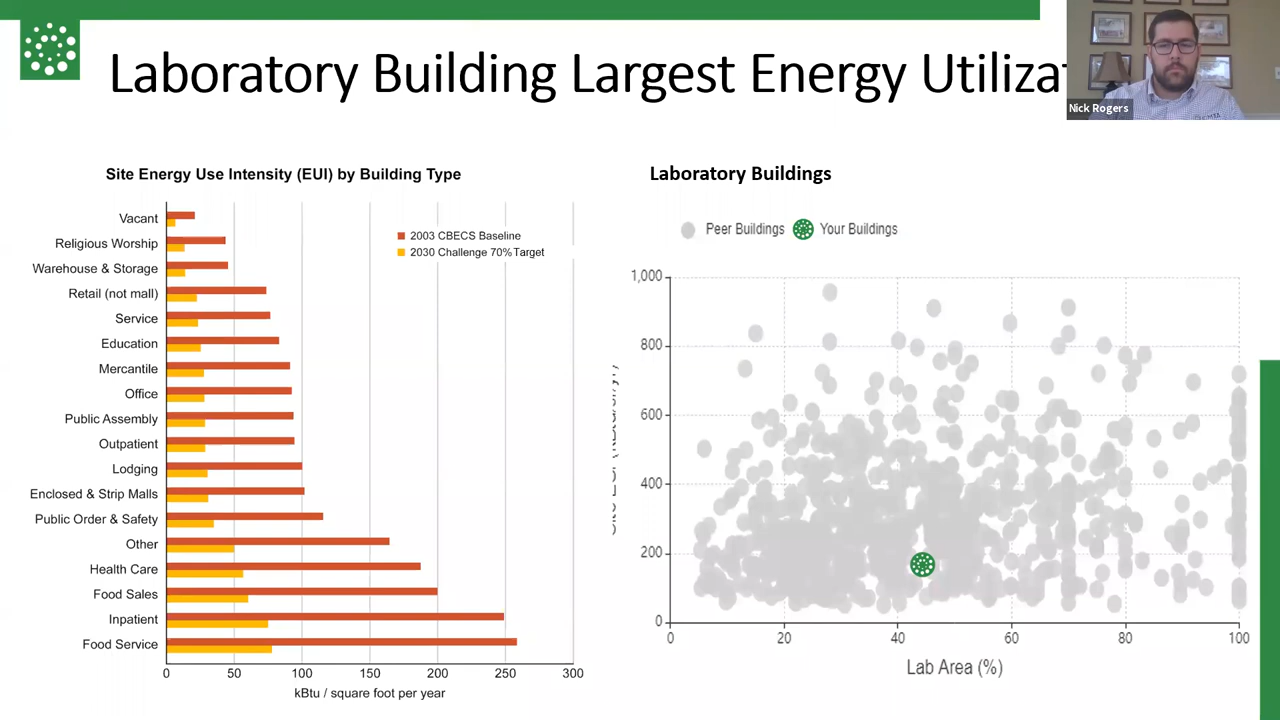 Laboratory Building Largest Energy
Nick Rogers
Site Energy Use Intensity (EUI) by Building Type
2003 CBECS Baseline
2030 Challenge 70% Target
Vacant
Religious Worship
Warehouse & Storage
Retail (not mall)
Service
Education
Mercantile
Office
Public Assembly
Outpatient
Lodging
Enclosed & Strip Malls
Public Order & Safety
Other
Health Care
Food Sales
Inpatient
Food Service
0 50 100 150 200 250 300
kBtu / square foot per year
Laboratory Buildings
Peer Buildings Your Buildings
1,000
800
600
400
200
0
0 20 40 60 80 100
Lab Area (%)